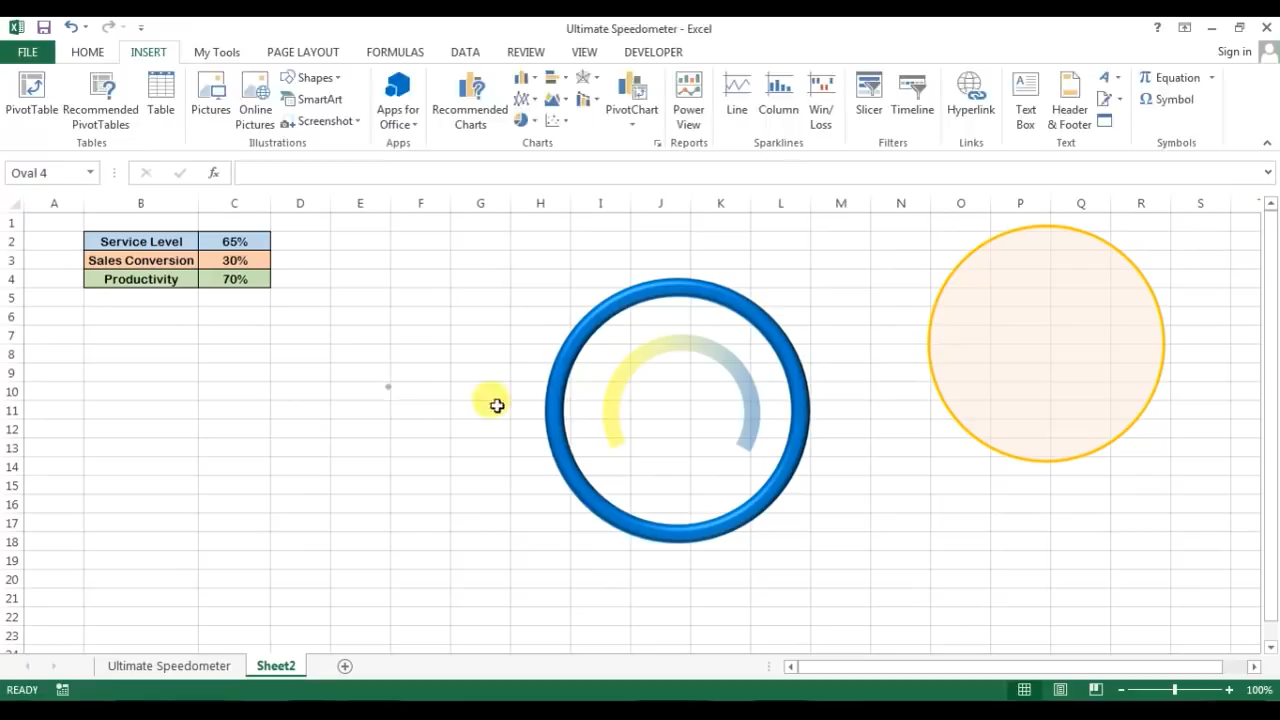 Ultimate Speedometer - Excel
?
FILE HOME INSERT My Tools PAGE LAYOUT FORMULAS DATA REVIEW VIEW DEVELOPER Sign in
PivotTable
Recommended
PivotTables
Table
Tables
Pictures
Online
Pictures
Shapes
SmartArt
Screenshot
Illustrations
Apps for
Office
Apps
Recommended
Charts
PivotChart
Charts
Power
View
Reports
Line
Column
Win/
Loss
Sparklines
Slicer
Timeline
Filters
Hyperlink
Links
Text
Box
Header
& Footer
Text
π Equation
Ω Symbol
Symbols
Oval 4
fx
A B C D E F G H I J K L M N O P Q R S
1
2 Service Level 65%
3 Sales Conversion 30%
4 Productivity 70%
5
6
7
8
9
10
11
12
13
14
15
16
17
18
19
20
21
22
23
Ultimate Speedometer Sheet2
READY
100%